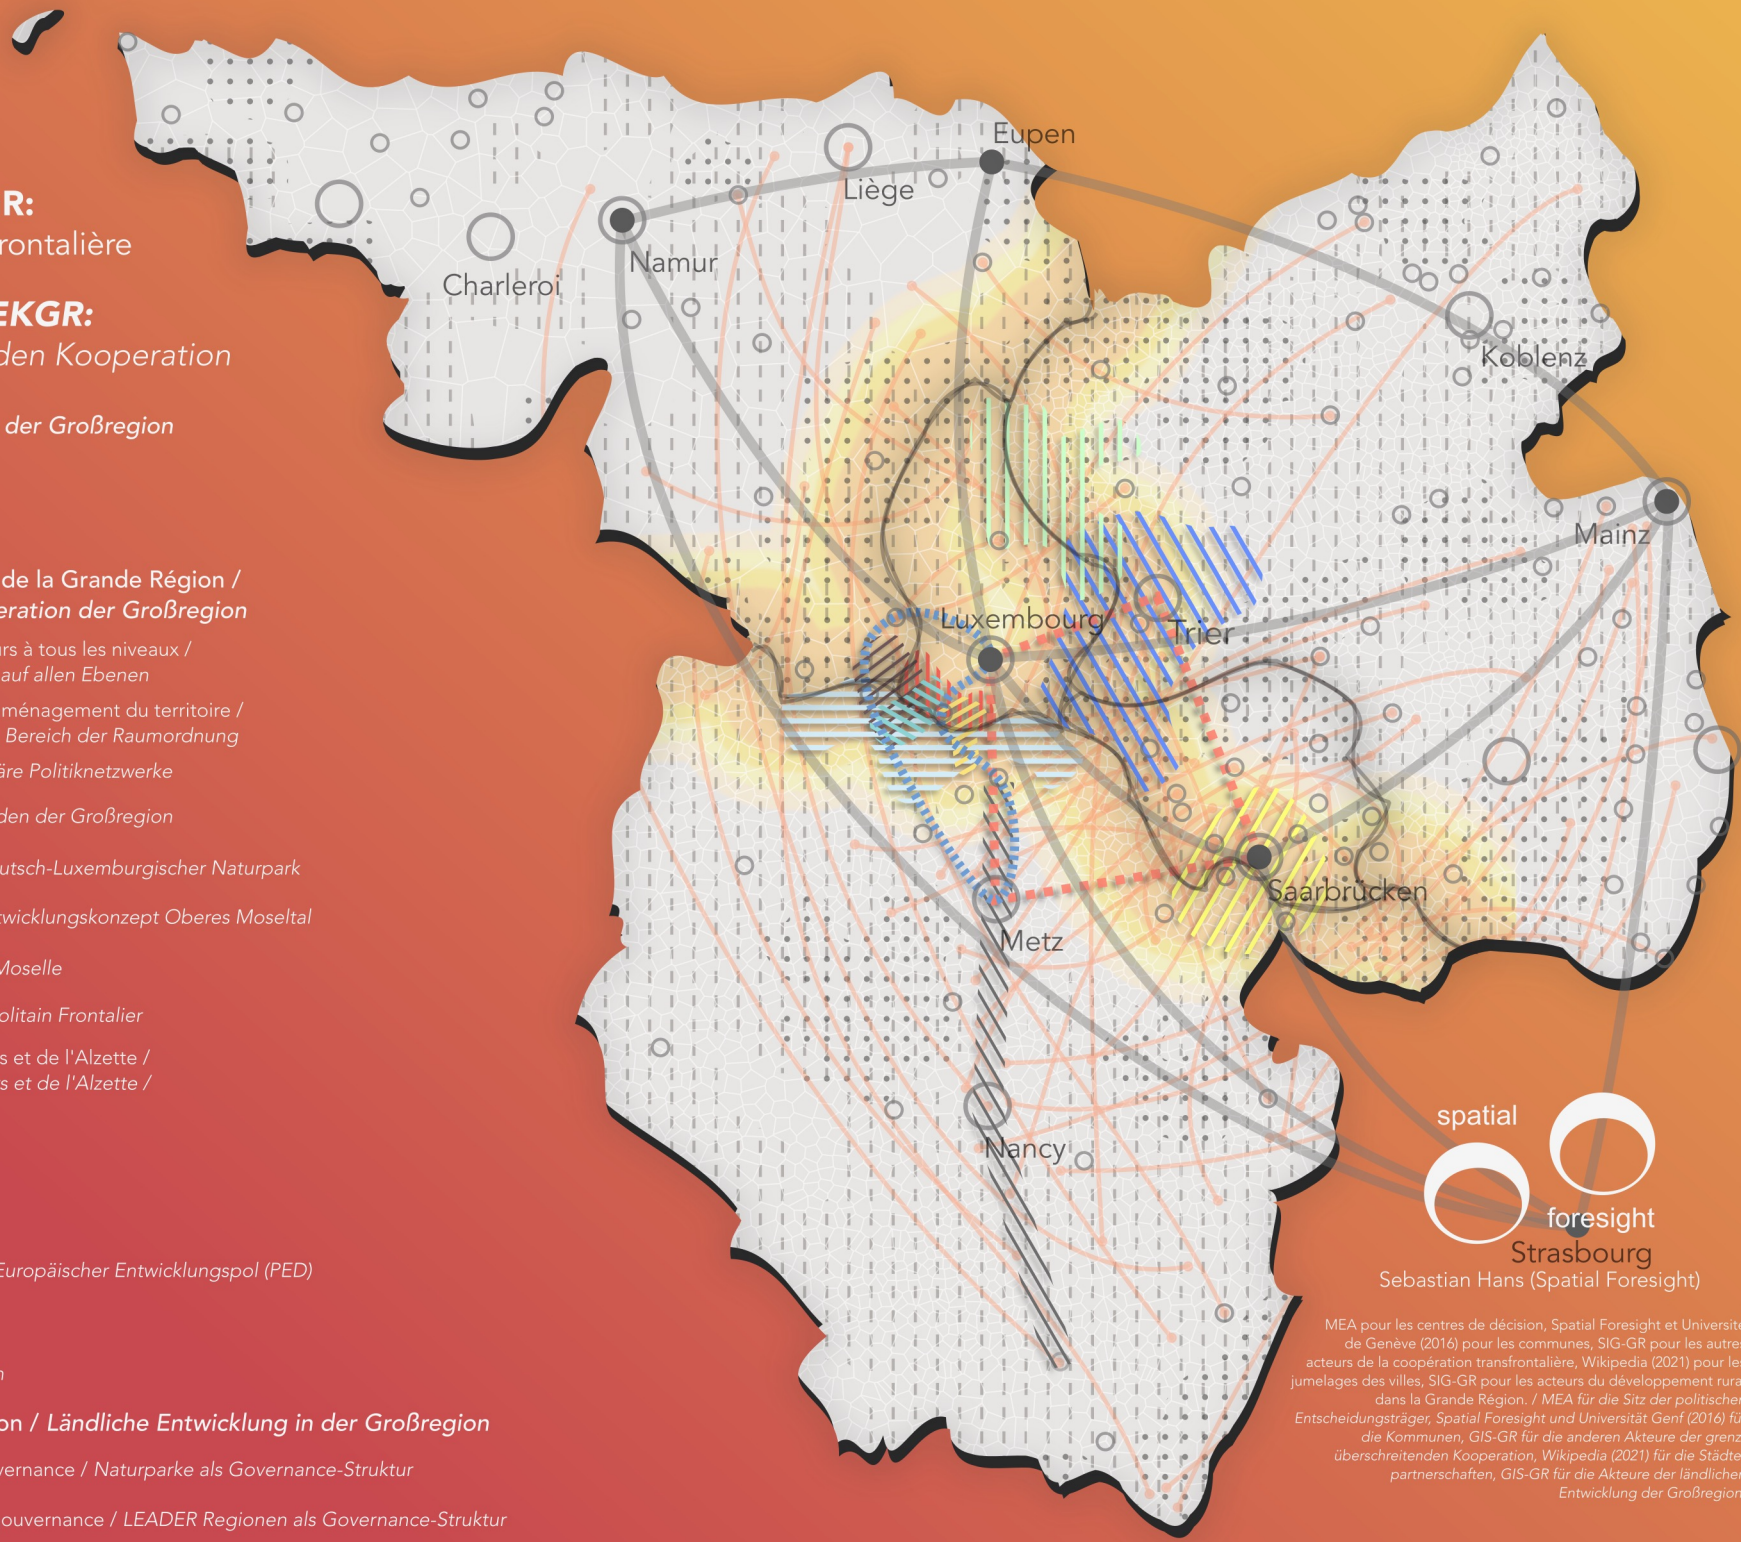 R:
rontalière
EKGR:
den Kooperation
der Großregion
de la Grande Région /
eration der Großregion
urs à tous les niveaux /
auf allen Ebenen
ménagement du territoire /
Bereich der Raumordnung
äre Politiknetzwerke
den der Großregion
utsch-Luxemburgischer Naturpark
twicklungskonzept Oberes Moseltal
Moselle
olitain Frontalier
s et de l'Alzette /
s et de l'Alzette /
Europäischer Entwicklungspol (PED)
n
on / Ländliche Entwicklung in der Großregion
vernance / Naturparke als Governance-Struktur
ouvernance / LEADER Regionen als Governance-Struktur
Eupen
Liège
Namur
Charleroi
Koblenz
Mainz
Luxembourg
Trier
Saarbrücken
Metz
Nancy
spatial
foresight
Strasbourg
Sebastian Hans (Spatial Foresight)
MEA pour les centres de décision, Spatial Foresight et Université
de Genève (2016) pour les communes, SIG-GR pour les autres
acteurs de la coopération transfrontalière, Wikipedia (2021) pour les
jumelages des villes, SIG-GR pour les acteurs du développement rura
dans la Grande Région. / MEA für die Sitz der politischen
Entscheidungsträger, Spatial Foresight und Universität Genf (2016) fü
die Kommunen, GIS-GR für die anderen Akteure der grenz
überschreitenden Kooperation, Wikipedia (2021) für die Städte
partnerschaften, GIS-GR für die Akteure der ländlichen
Entwicklung der Großregion